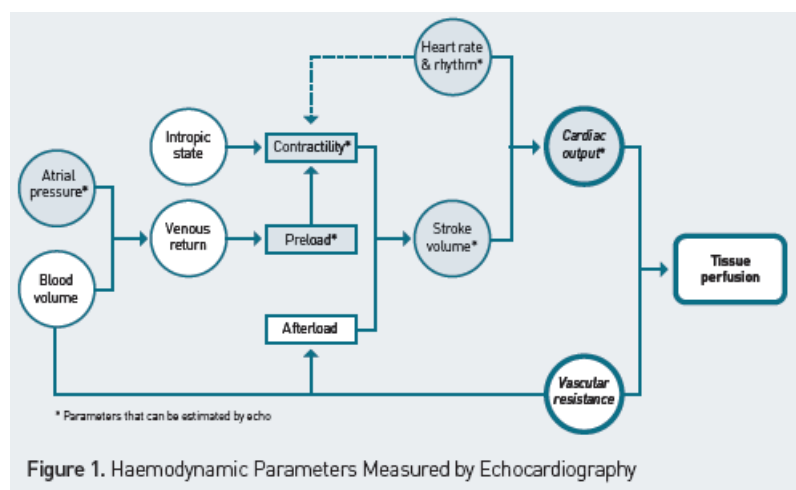 Heart rate
& rhythm*
Intropic
state
Contractility*
Cardiac
output*
Atrial
pressure*
Venous
return
Preload*
Stroke
volume*
Blood
volume
Tissue
perfusion
Afterload
Vascular
resistance
* Parameters that can be estimated by echo
Figure 1. Haemodynamic Parameters Measured by Echocardiography